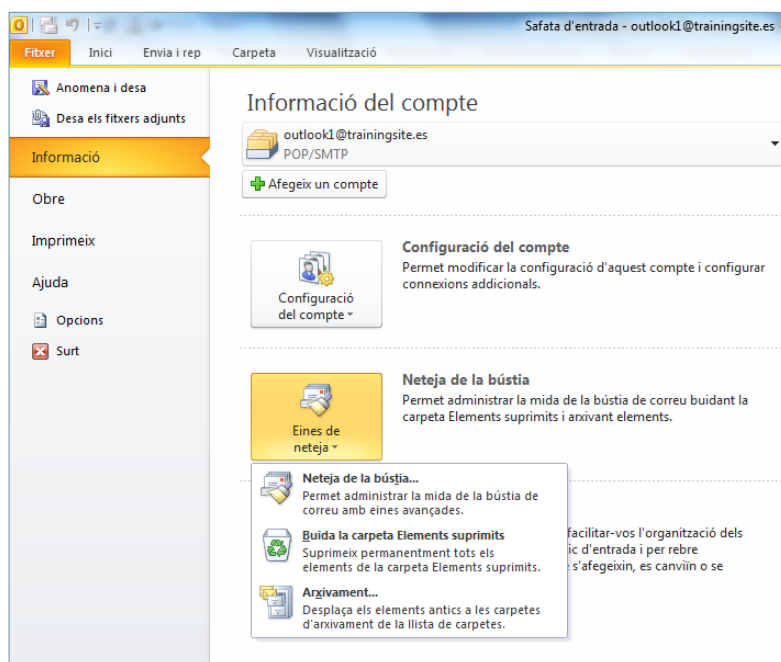 Safata d'entrada - outlook1@trainingsite.es
Fitxer Inici Envia i rep Carpeta Visualització
Anomena i desa
Desa els fitxers adjunts
Informació
Obre
Imprimeix
Ajuda
Opcions
Surt
Informació del compte
outlook1@trainingsite.es
POP/SMTP
Afegeix un compte
Configuració
del compte
Configuració del compte
Permet modificar la configuració d'aquest compte i configurar
connexions addicionals.
Eines de
neteja
Neteja de la bústia
Permet administrar la mida de la bústia de correu buidant la
carpeta Elements suprimits i arxivant elements.
Neteja de la bústia...
Permet administrar la mida de la bústia de
correu amb eines avançades.
Buida la carpeta Elements suprimits
Suprimeix permanentment tots els
elements de la carpeta Elements suprimits.
Arxivament...
Desplaça els elements antics a les carpetes
d'arxivament de la llista de carpetes.
facilitar-vos l'organització dels
ic d'entrada i per rebre
s'afegeixin, es canviïn o se